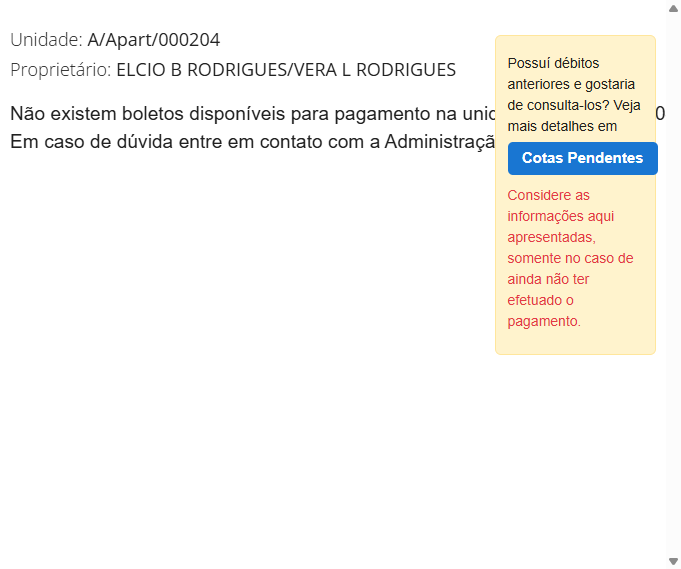 Unidade: A/Apart/000204
Proprietário: ELCIO B RODRIGUES/VERA L RODRIGUES
Não existem boletos disponíveis para pagamento na unid 0
Em caso de dúvida entre em contato com a Administraçã
Possuí débitos
anteriores e gostaria
de consulta-los? Veja
mais detalhes em
Cotas Pendentes
Considere as
informações aqui
apresentadas,
somente no caso de
ainda não ter
efetuado o
pagamento.